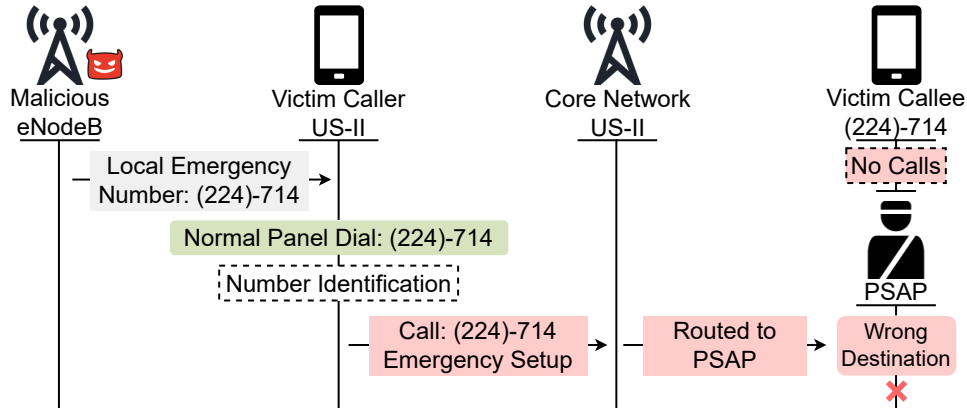 Malicious
eNodeB
Victim Caller
US-II
Core Network
US-II
Victim Callee
(224)-714
No Calls
Local Emergency
Number: (224)-714
Normal Panel Dial: (224)-714
Number Identification
PSAP
Call: (224)-714
Emergency Setup
Routed to
PSAP
Wrong
Destination